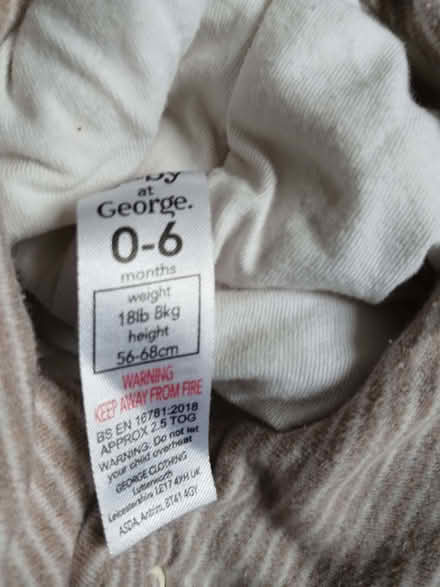 at
George.
0-6
months
weight
18lb 8kg
height
56-68cm
WARNING
KEEP AWAY FROM FIRE
BS EN 16781:2018
APPROX 2.5 TOG
WARNING: Do not let
your child overheat
GEORGE CLOTHING
Lutterworth
Leicestershire LE17 4XH UK
ASDA, Antrim, BT41 4GY